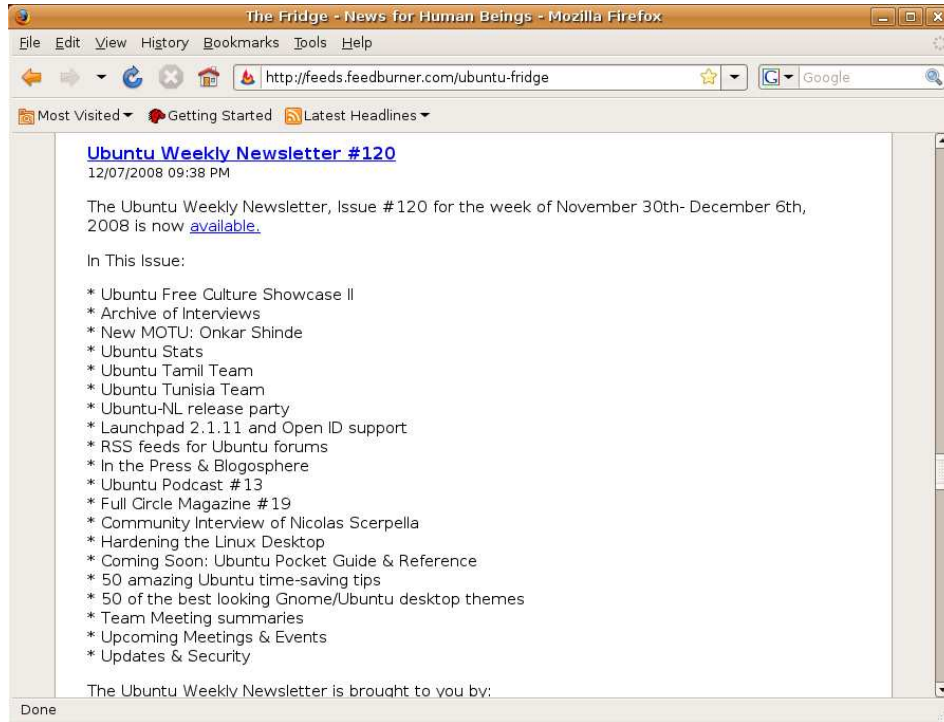 The Fridge - News for Human Beings - Mozilla Firefox
File Edit View History Bookmarks Tools Help
http://feeds.feedburner.com/ubuntu-fridge
G Google
Most Visited Getting Started Latest Headlines
Ubuntu Weekly Newsletter #120
12/07/2008 09:38 PM
The Ubuntu Weekly Newsletter, Issue #120 for the week of November 30th- December 6th,
2008 is now available.
In This Issue:
* Ubuntu Free Culture Showcase II
* Archive of Interviews
* New MOTU: Onkar Shinde
* Ubuntu Stats
* Ubuntu Tamil Team
* Ubuntu Tunisia Team
* Ubuntu-NL release party
* Launchpad 2.1.11 and Open ID support
* RSS feeds for Ubuntu forums
* In the Press & Blogosphere
* Ubuntu Podcast #13
* Full Circle Magazine #19
* Community Interview of Nicolas Scerpella
* Hardening the Linux Desktop
* Coming Soon: Ubuntu Pocket Guide & Reference
* 50 amazing Ubuntu time-saving tips
* 50 of the best looking Gnome/Ubuntu desktop themes
* Team Meeting summaries
* Upcoming Meetings & Events
* Updates & Security
The Ubuntu Weekly Newsletter is brought to you by:
Done